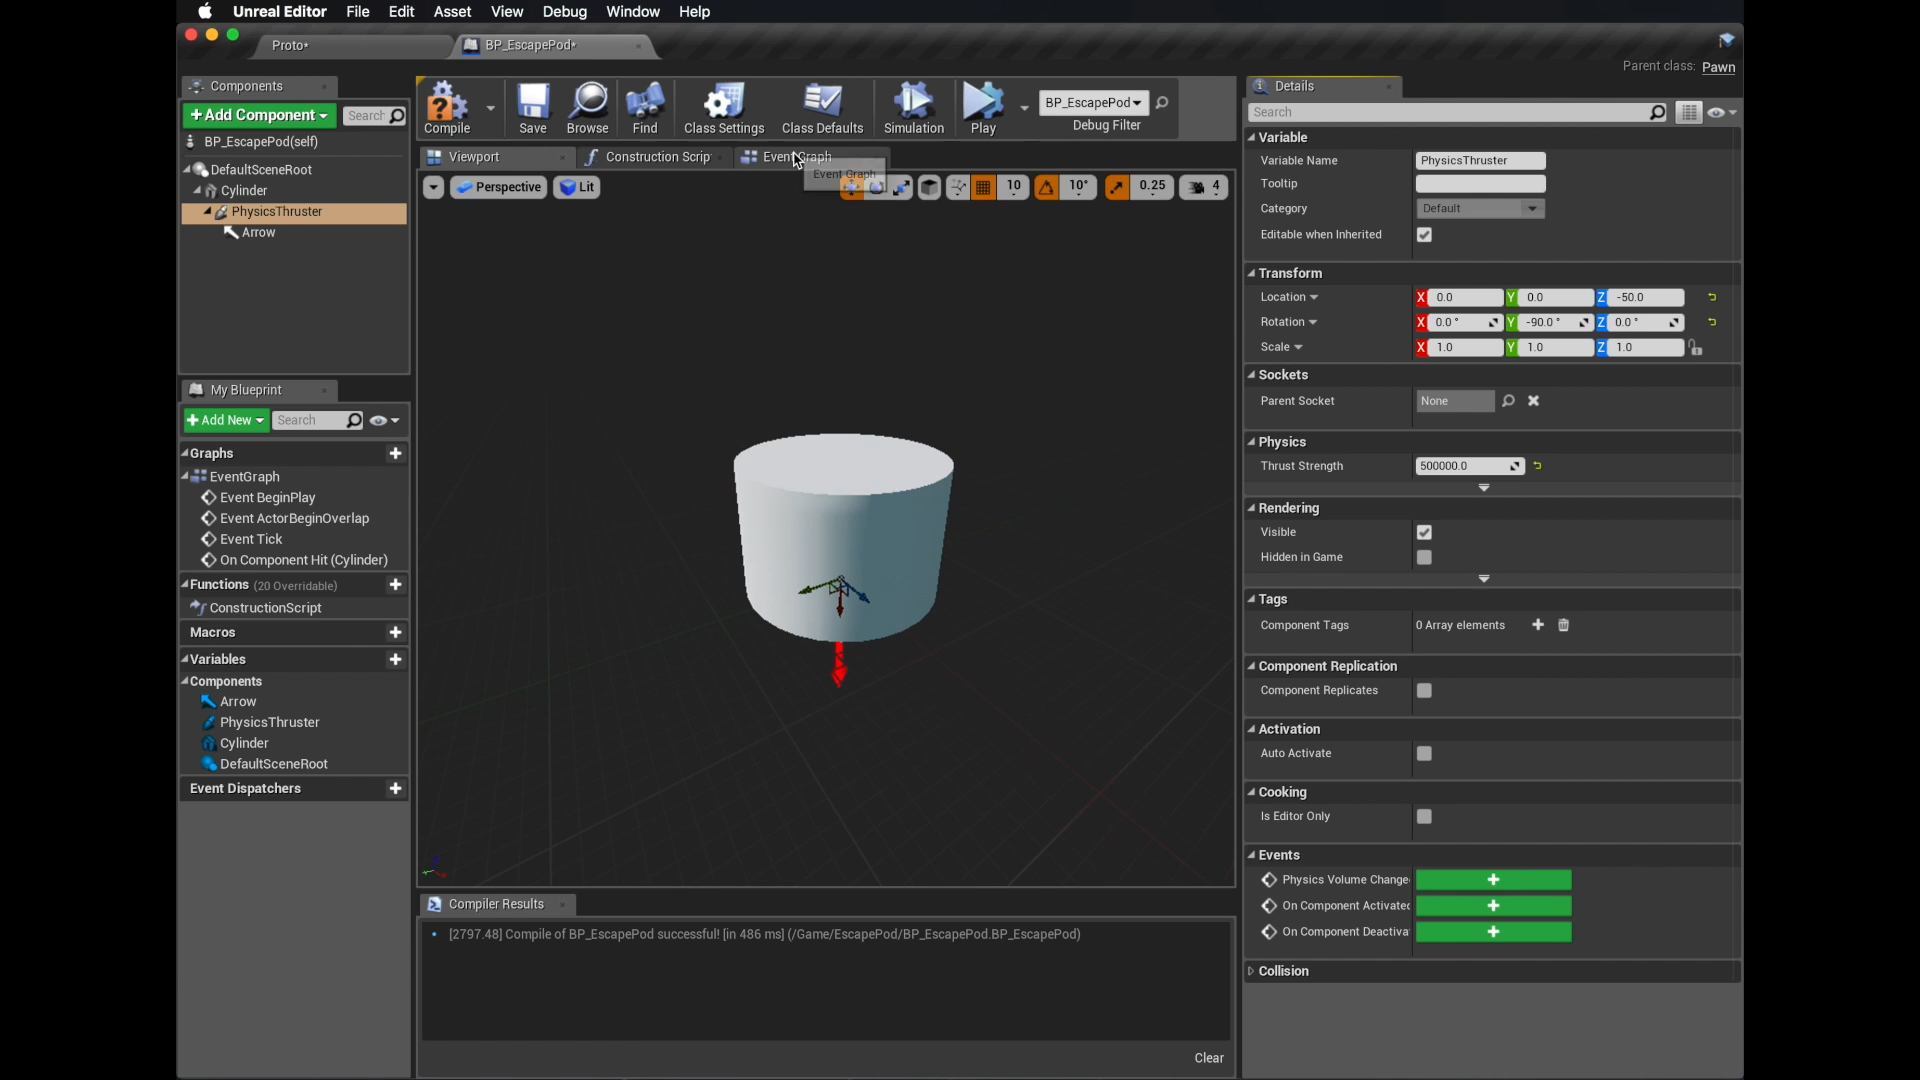 Unreal Editor File Edit Asset View Debug Window Help
Proto*
BP_EscapePod*
Parent class: Pawn
Components
+Add Component
Search
BP_EscapePod(self)
DefaultSceneRoot
Cylinder
PhysicsThruster
Arrow
My Blueprint
+Add New
Search
Graphs
EventGraph
Event BeginPlay
Event ActorBeginOverlap
Event Tick
On Component Hit (Cylinder)
Functions (20 Overridable)
ConstructionScript
Macros
Variables
Components
Arrow
PhysicsThruster
Cylinder
DefaultSceneRoot
Event Dispatchers
Compile
Save
Browse
Find
Class Settings
Class Defaults
Simulation
Play
BP_EscapePod
Debug Filter
Viewport
Construction Scrip
Event Graph
Event Graph
Perspective
Lit
10
10°
0.25
4
Compiler Results
[2797.48] Compile of BP_EscapePod successful! [in 486 ms] (/Game/EscapePod/BP_EscapePod.BP_EscapePod)
Clear
Details
Search
Variable
Variable Name PhysicsThruster
Tooltip
Category Default
Editable when Inherited
Transform
Location X 0.0 Y 0.0 Z -50.0
Rotation X 0.0 ° Y -90.0 ° Z 0.0 °
Scale X 1.0 Y 1.0 Z 1.0
Sockets
Parent Socket None
Physics
Thrust Strength 500000.0
Rendering
Visible
Hidden in Game
Tags
Component Tags 0 Array elements
Component Replication
Component Replicates
Activation
Auto Activate
Cooking
Is Editor Only
Events
Physics Volume Change
On Component Activated
On Component Deactiva
Collision